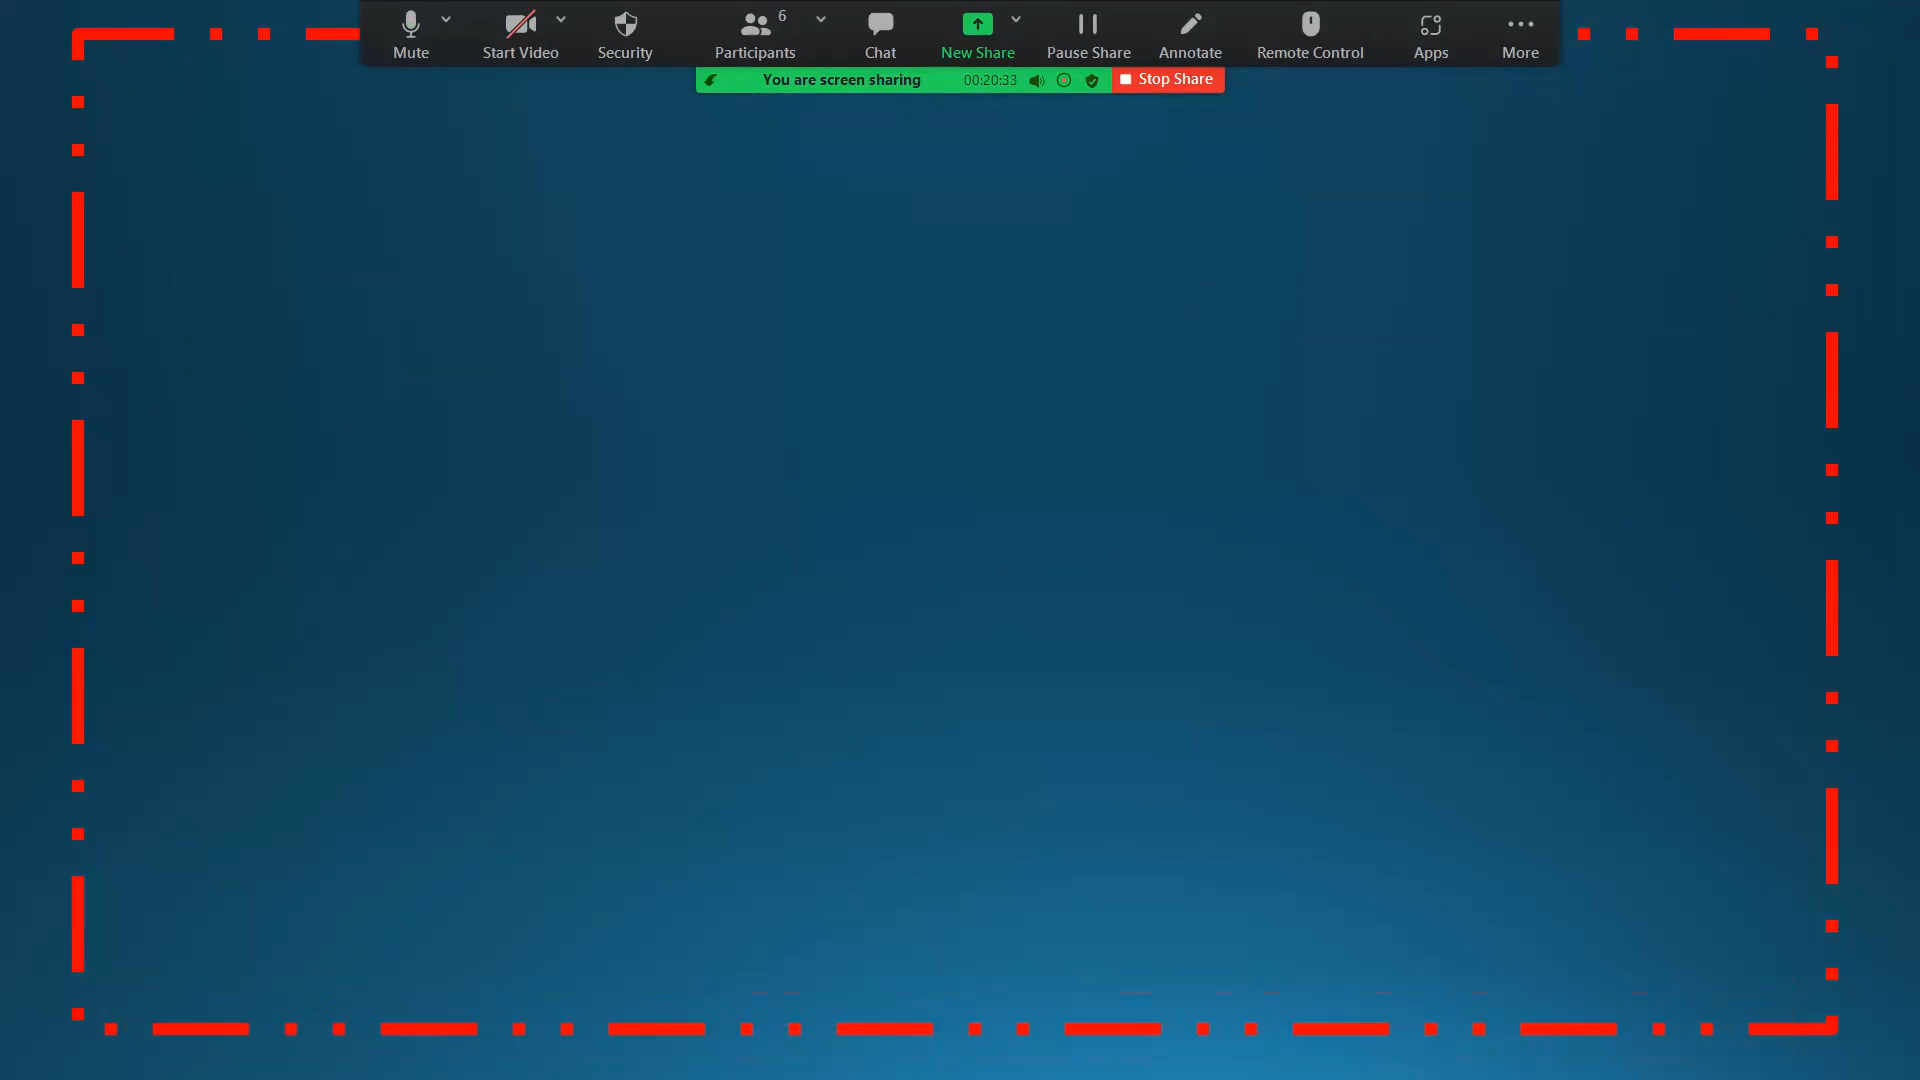 6
Mute Start Video Security Participants Chat New Share Pause Share Annotate Remote Control Apps More
You are screen sharing 00:20:33 Stop Share